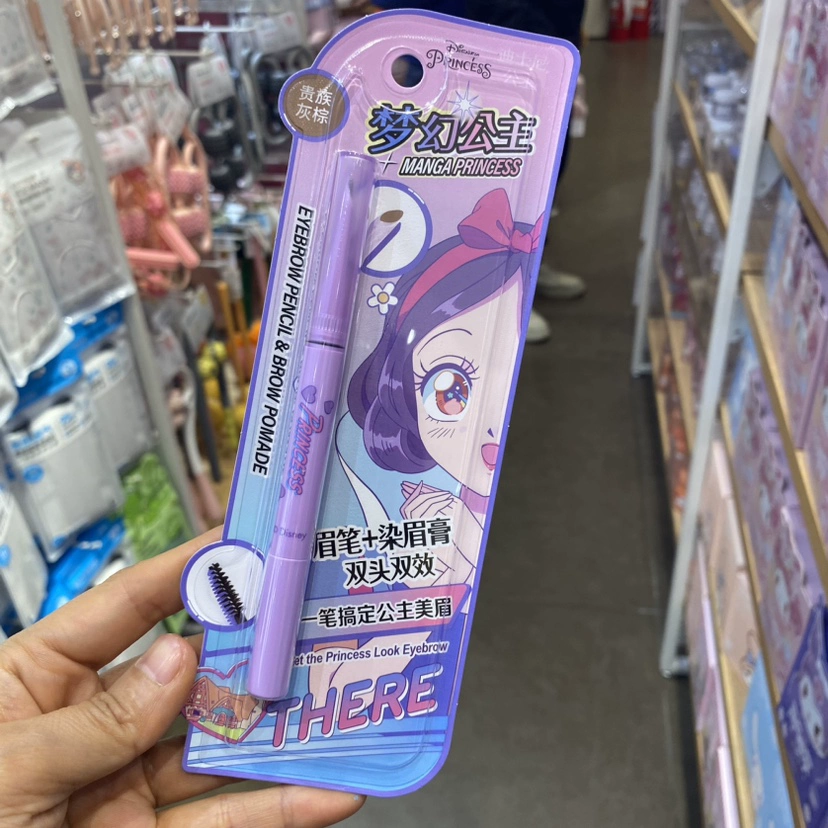 Disney
PRINCESS
贵族
灰棕
梦幻公主
MANGA PRINCESS
EYEBROW PENCIL & BROW POMADE
PRINCESS
Disney
眉笔+染眉膏
双头双效
一笔搞定公主美眉
et the Princess Look Eyebrow
THERE